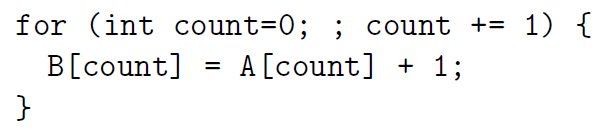 for (int count=0; ; count += 1) {
  B[count] = A[count] + 1;
}